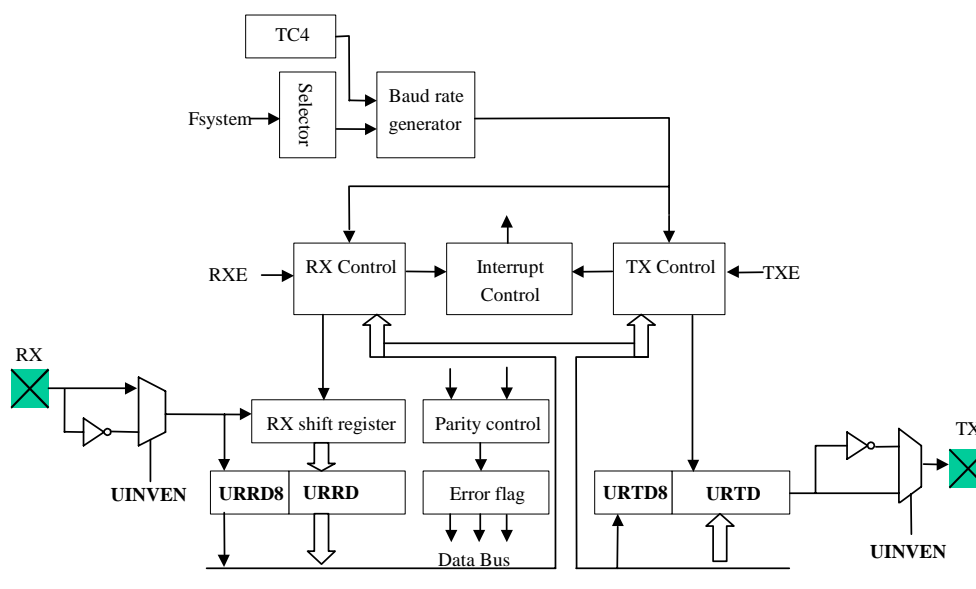 TC4
Selector
Baud rate
generator
Fsystem
RXE
RX Control
Interrupt
Control
TX Control
TXE
RX
RX shift register
Parity control
TX
UINVEN
URRD8
URRD
Error flag
URTD8
URTD
UINVEN
Data Bus